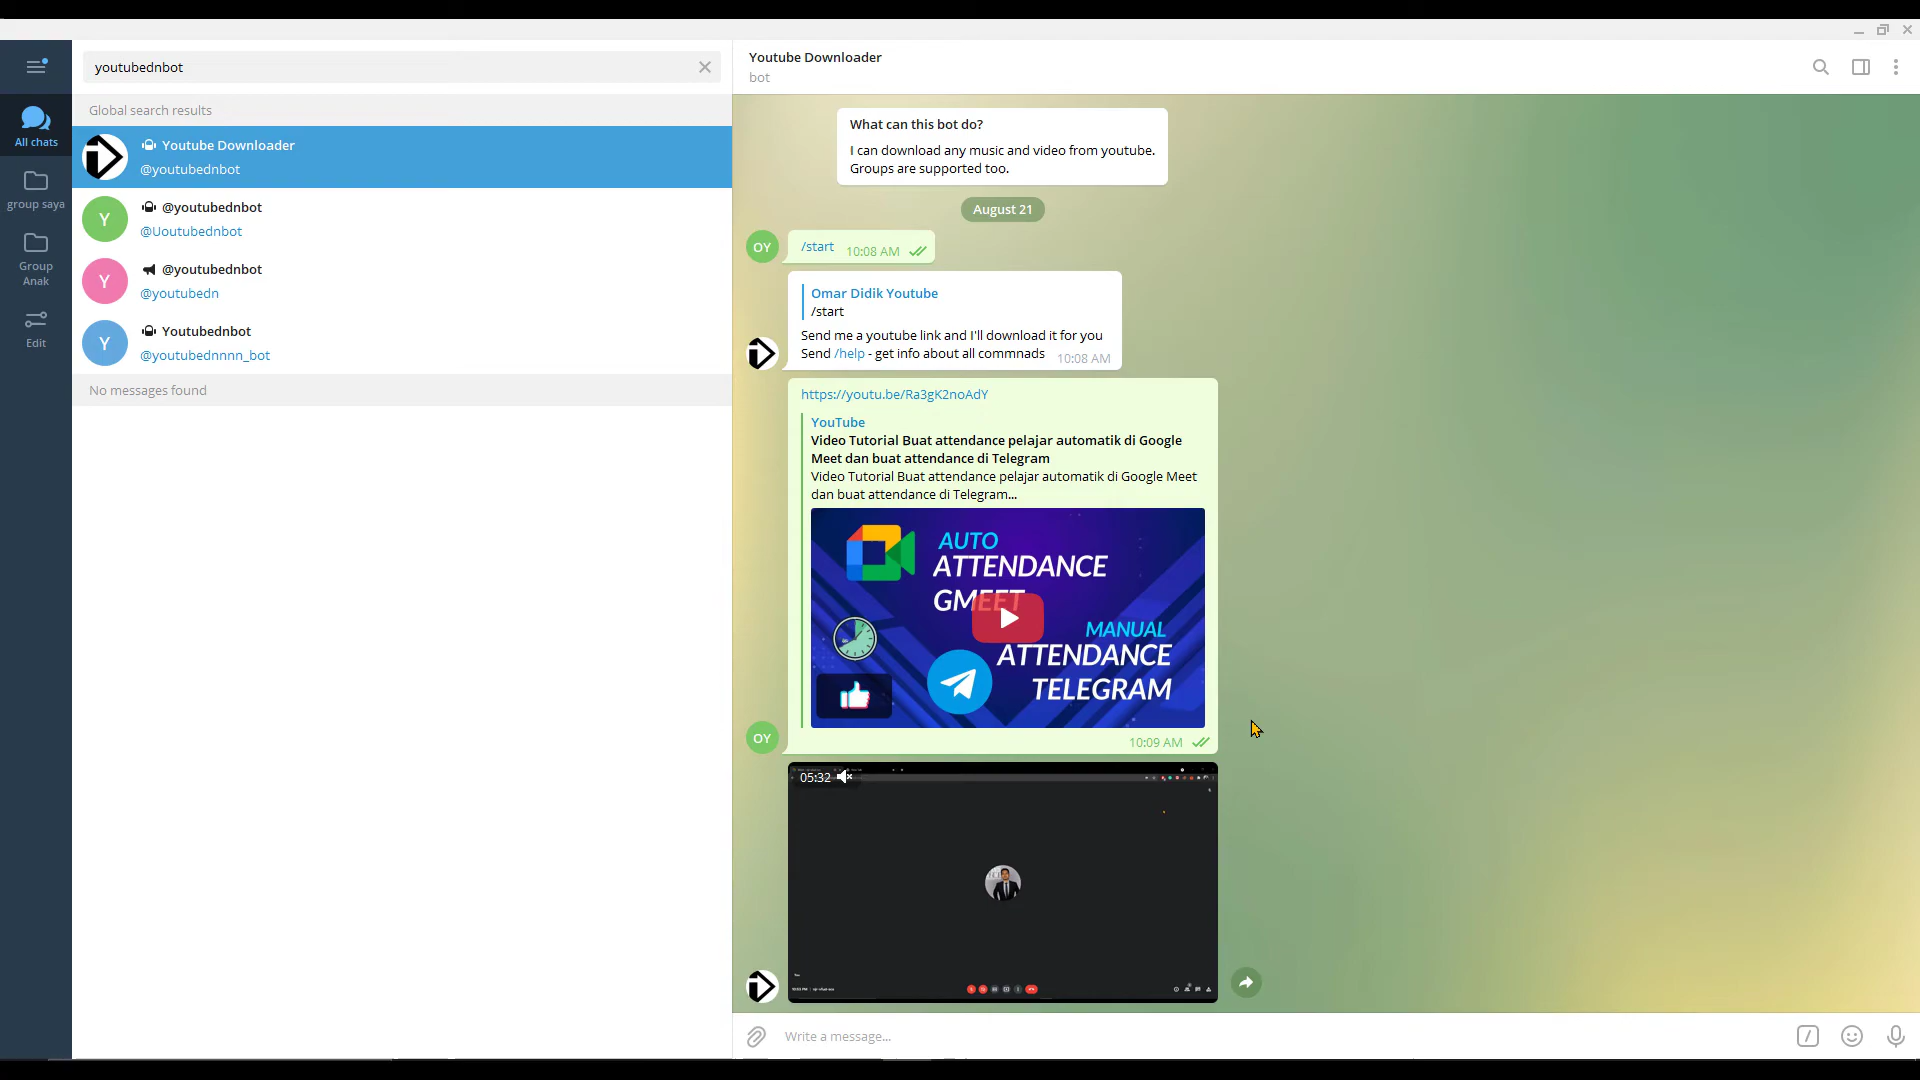 youtubednbot
Global search results
Youtube Downloader
@youtubednbot
Y
@youtubednbot
@Uoutubednbot
Y
@youtubednbot
@youtubedn
Y
Youtubednbot
@youtubednnnn_bot
No messages found
All chats
group saya
Group
Anak
Edit
Youtube Downloader
bot
What can this bot do?
I can download any music and video from youtube.
Groups are supported too.
August 21
OY
/start 10:08 AM
Omar Didik Youtube
/start
Send me a youtube link and I'll download it for you
Send /help - get info about all commnads 10:08 AM
https://youtu.be/Ra3gK2noAdY
YouTube
Video Tutorial Buat attendance pelajar automatik di Google
Meet dan buat attendance di Telegram
Video Tutorial Buat attendance pelajar automatik di Google Meet
dan buat attendance di Telegram...
AUTO
ATTENDANCE
GMEET
MANUAL
ATTENDANCE
TELEGRAM
OY
10:09 AM
05:32
Write a message...